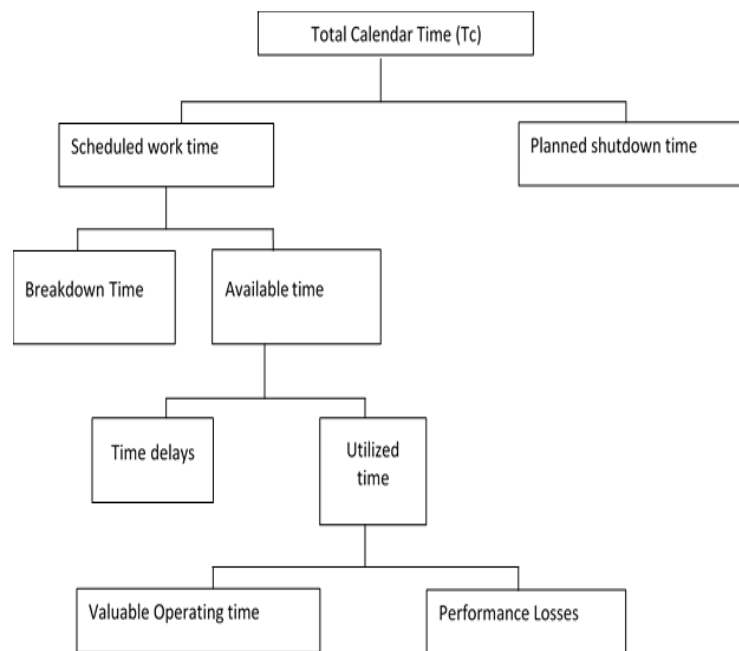 Total Calendar Time (Tc)
Scheduled work time
Planned shutdown time
Breakdown Time
Available time
Time delays
Utilized
time
Valuable Operating time
Performance Losses